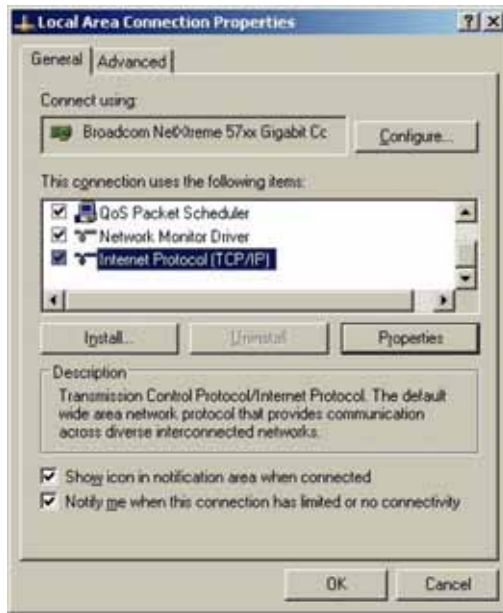 Local Area Connection Properties
General
Advanced
Connect using:
Broadcom NetXtreme 57xx Gigabit Cc
Configure...
This connection uses the following items:
QoS Packet Scheduler
Network Monitor Driver
Internet Protocol (TCP/IP)
Install...
Uninstall
Properties
Description
Transmission Control Protocol/Internet Protocol. The default
wide area network protocol that provides communication
across diverse interconnected networks.
Show icon in notification area when connected
Notify me when this connection has limited or no connectivity
OK
Cancel